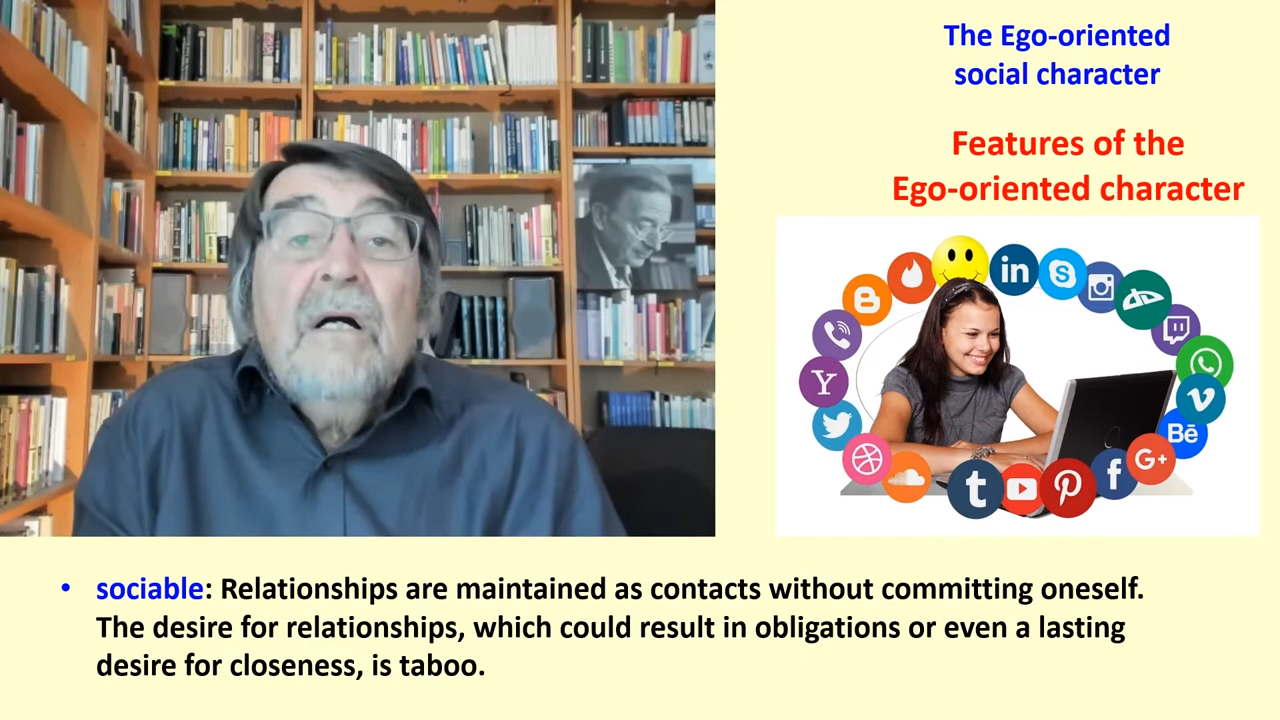 The Ego-oriented
social character
Features of the
Ego-oriented character
in
S
B
Y
V
Bē
G+
t
f
• sociable: Relationships are maintained as contacts without committing oneself.
The desire for relationships, which could result in obligations or even a lasting
desire for closeness, is taboo.